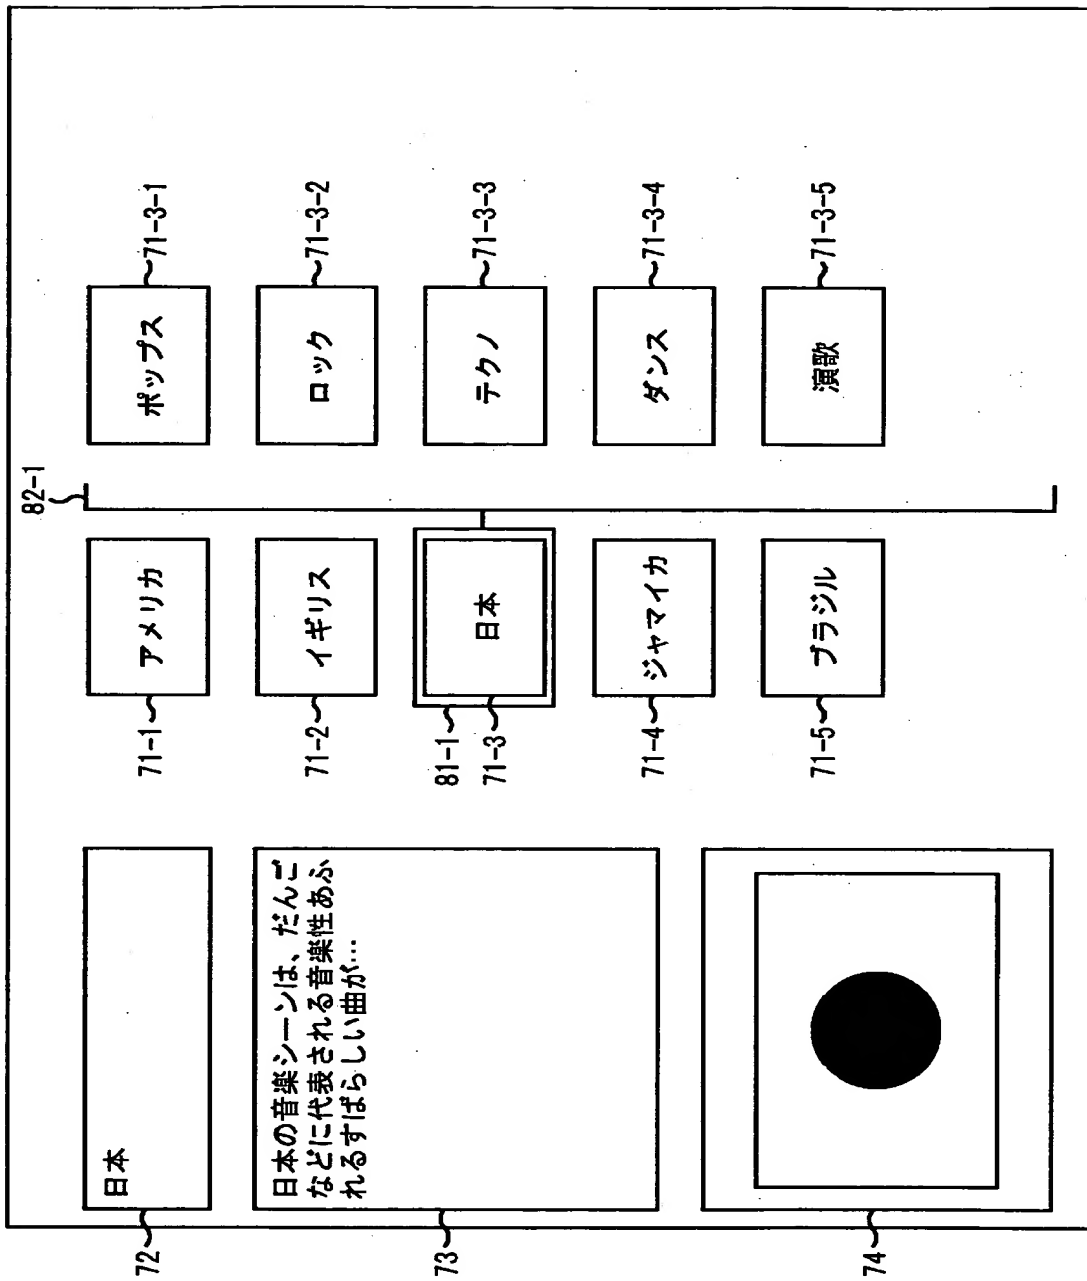 72
日本
73
日本の音楽シーンは、だんご
などに代表される音楽性あふ
れるすばらしい曲が…
74
71-1
アメリカ
71-2
イギリス
81-1
71-3
日本
71-4
ジャマイカ
71-5
ブラジル
82-1
ポップス
71-3-1
ロック
71-3-2
テクノ
71-3-3
ダンス
71-3-4
演歌
71-3-5